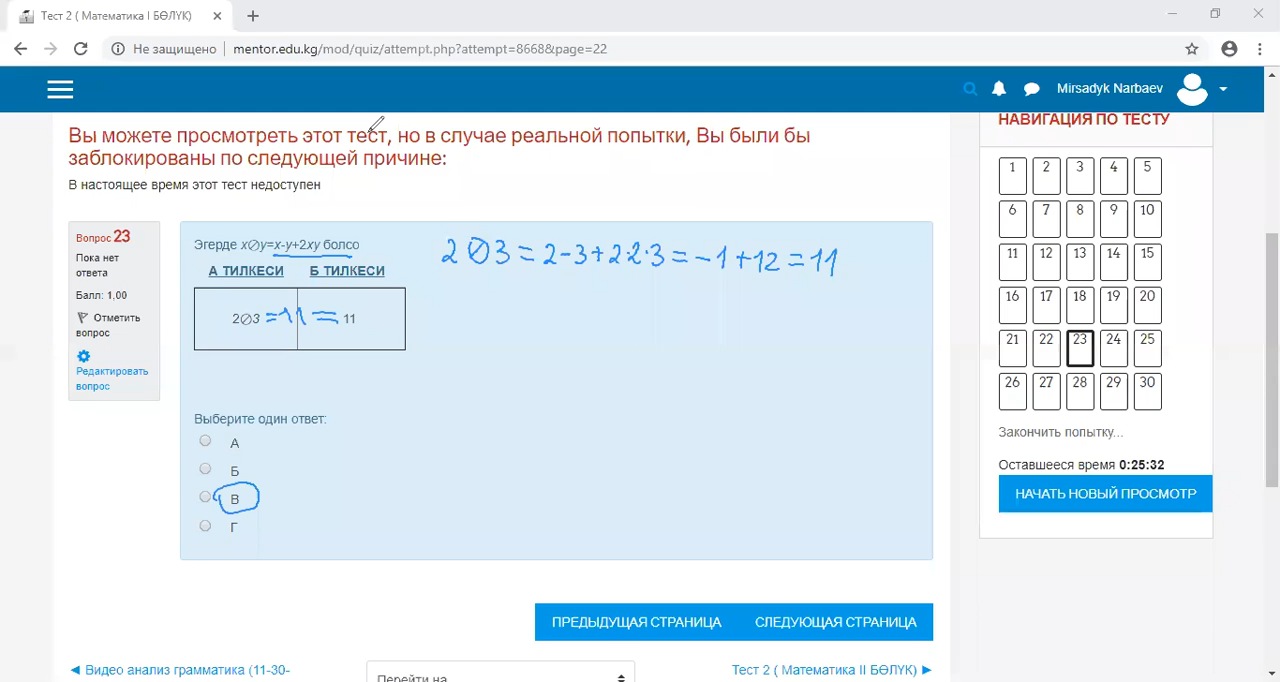 Тест 2 ( Математика I БӨЛҮК)
Не защищено
mentor.edu.kg/mod/quiz/attempt.php?attempt=8668&page=22
Mirsadyk Narbaev
Вы можете просмотреть этот тест, но в случае реальной попытки, Вы были бы
заблокированы по следующей причине:
В настоящее время этот тест недоступен
Вопрос 23
Пока нет
ответа
Балл: 1,00
Отметить
вопрос
Редактировать
вопрос
Эгерде x∅y=x-y+2xy болсо
А ТИЛКЕСИ Б ТИЛКЕСИ
2∅3 =11 = 11
2∅3 = 2-3+2·2·3 = -1+12 = 11
Выберите один ответ:
А
Б
В
Г
ПРЕДЫДУЩАЯ СТРАНИЦА СЛЕДУЮЩАЯ СТРАНИЦА
◄ Видео анализ грамматика (11-30-
Перейти на...
Тест 2 ( Математика II БӨЛҮК) ►
НАВИГАЦИЯ ПО ТЕСТУ
1 2 3 4 5
6 7 8 9 10
11 12 13 14 15
16 17 18 19 20
21 22 23 24 25
26 27 28 29 30
Закончить попытку...
Оставшееся время 0:25:32
НАЧАТЬ НОВЫЙ ПРОСМОТР